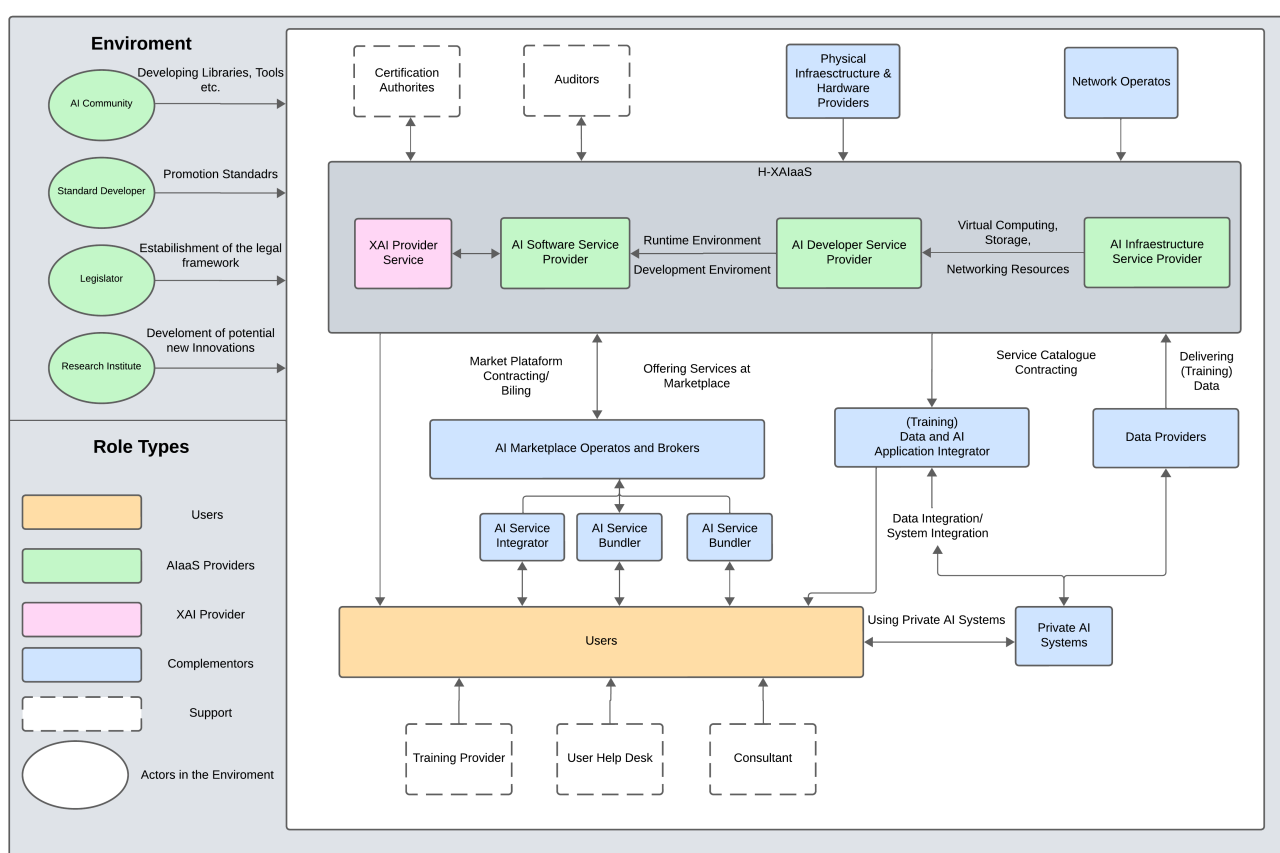 Enviroment
Developing Libraries, Tools
etc.
AI Community
Promotion Standadrs
Standard Developer
Estabilishment of the legal
framework
Legislator
Develoment of potential
new Innovations
Research Institute
Role Types
Users
AIaaS Providers
XAI Provider
Complementors
Support
Actors in the Enviroment
Certification
Authorites
Auditors
Physical
Infraesctructure &
Hardware
Providers
Network Operatos
H-XAIaaS
XAI Provider
Service
AI Software Service
Provider
Runtime Environment
Development Enviroment
AI Developer Service
Provider
Virtual Computing,
Storage,
Networking Resources
AI Infraestructure
Service Provider
Market Plataform
Contracting/
Biling
Offering Services at
Marketplace
Service Catalogue
Contracting
Delivering
(Training)
Data
AI Marketplace Operatos and Brokers
(Training)
Data and AI
Application Integrator
Data Providers
AI Service
Integrator
AI Service
Bundler
AI Service
Bundler
Data Integration/
System Integration
Users
Using Private AI Systems
Private AI
Systems
Training Provider
User Help Desk
Consultant